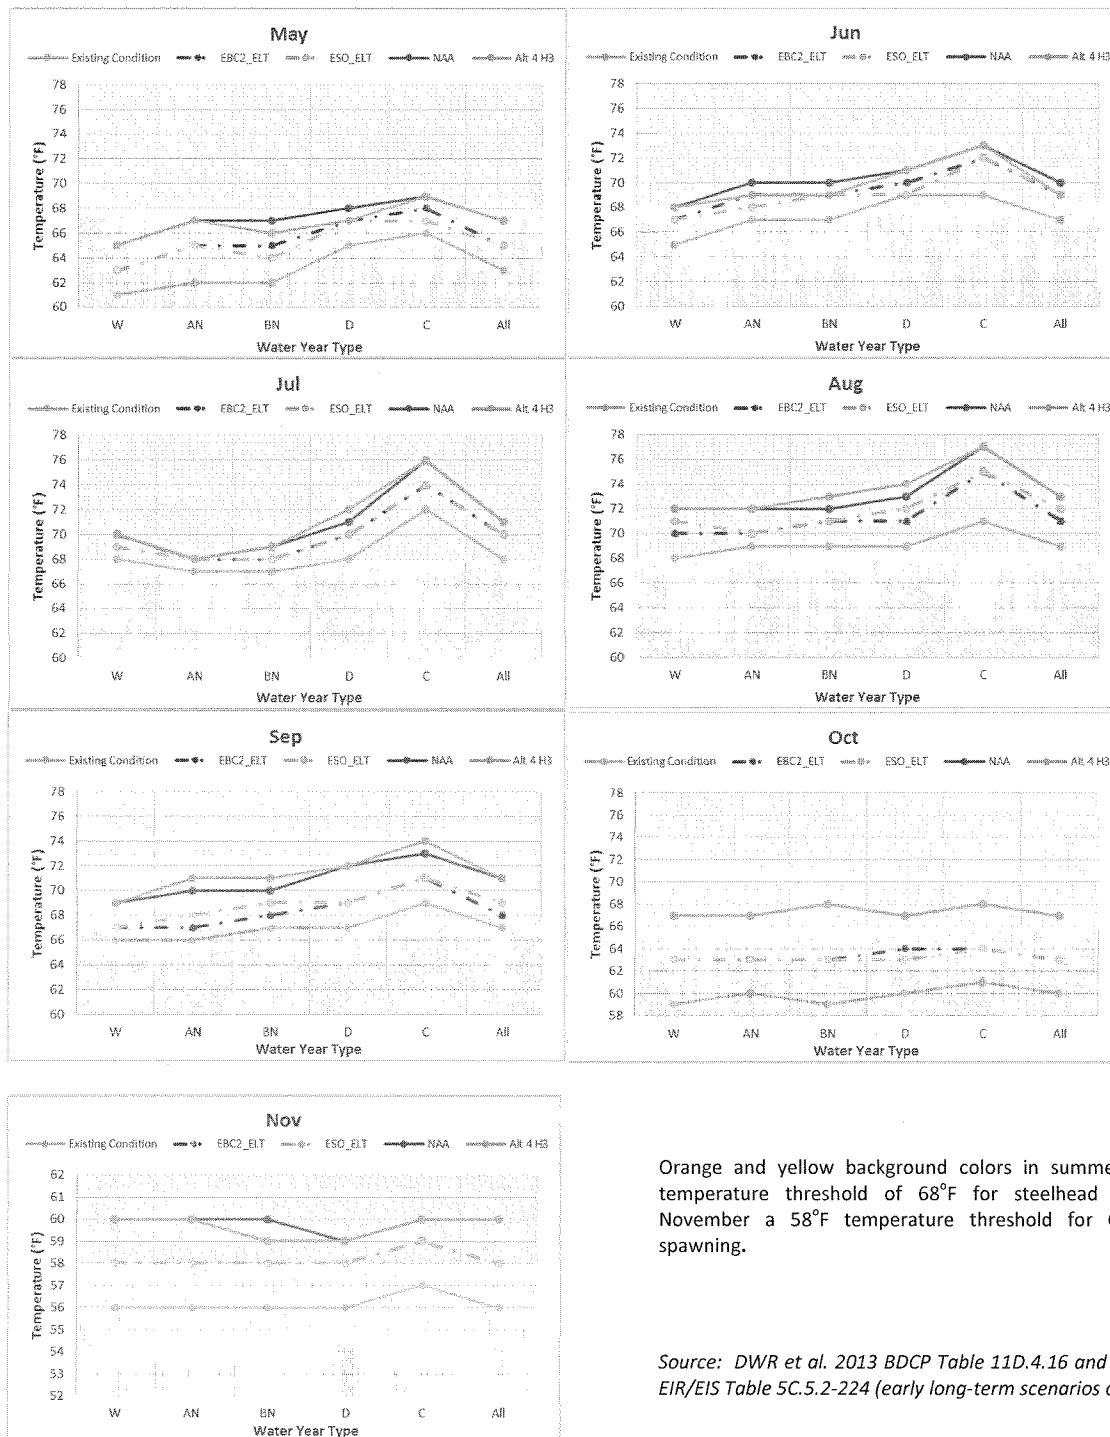 May
Existing Condition EBC2_ELT ESO_ELT NAA Alt 4 H3
78
76
74
72
70
68
66
64
62
60
Temperature (°F)
W AN BN D C All
Water Year Type
Jun
Existing Condition EBC2_ELT ESO_ELT NAA Alt 4 H3
78
76
74
72
70
68
66
64
62
60
Temperature (°F)
W AN BN D C All
Water Year Type
Jul
Existing Condition EBC2_ELT ESO_ELT NAA Alt 4 H3
78
76
74
72
70
68
66
64
62
60
Temperature (°F)
W AN BN D C All
Water Year Type
Aug
Existing Condition EBC2_ELT ESO_ELT NAA Alt 4 H3
78
76
74
72
70
68
66
64
62
60
Temperature (°F)
W AN BN D C All
Water Year Type
Sep
Existing Condition EBC2_ELT ESO_ELT NAA Alt 4 H3
78
76
74
72
70
68
66
64
62
60
Temperature (°F)
W AN BN D C All
Water Year Type
Oct
Existing Condition EBC2_ELT ESO_ELT NAA Alt 4 H3
78
76
74
72
70
68
66
64
62
60
58
Temperature (°F)
W AN BN D C All
Water Year Type
Nov
Existing Condition EBC2_ELT ESO_ELT NAA Alt 4 H3
62
61
60
59
58
57
56
55
54
53
52
Temperature (°F)
W AN BN D C All
Water Year Type
Orange and yellow background colors in summe
temperature threshold of 68°F for steelhead
November a 58°F temperature threshold for
spawning.
Source: DWR et al. 2013 BDCP Table 11D.4.16 and
EIR/EIS Table 5C.5.2-224 (early long-term scenarios